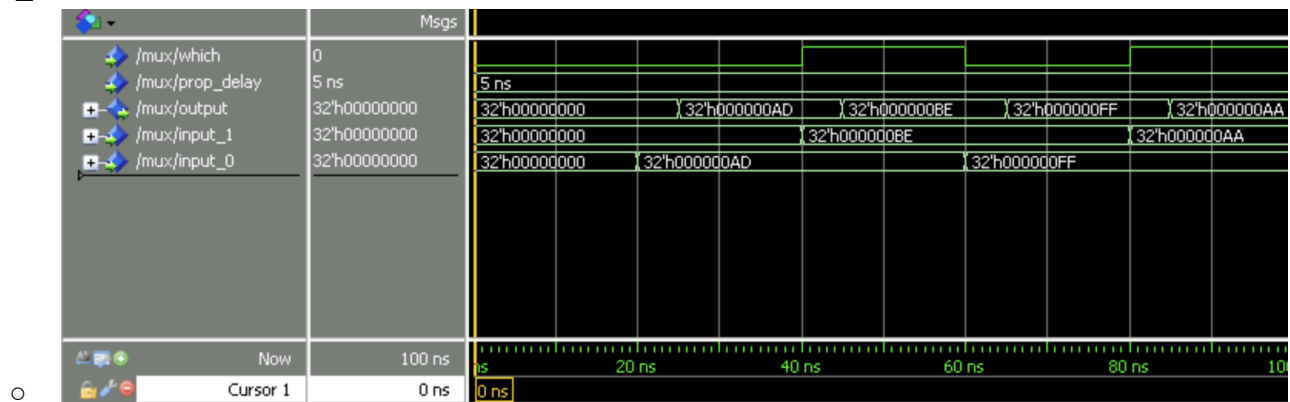 Msgs
/mux/which 0
/mux/prop_delay 5 ns 5 ns
/mux/output 32'h00000000 32'h00000000 32'h000000AD 32'h000000BE 32'h000000FF 32'h000000AA
/mux/input_1 32'h00000000 32'h00000000 32'h000000BE 32'h000000AA
/mux/input_0 32'h00000000 32'h00000000 32'h000000AD 32'h000000FF
Now 100 ns ns 20 ns 40 ns 60 ns 80 ns 10
Cursor 1 0 ns 0 ns